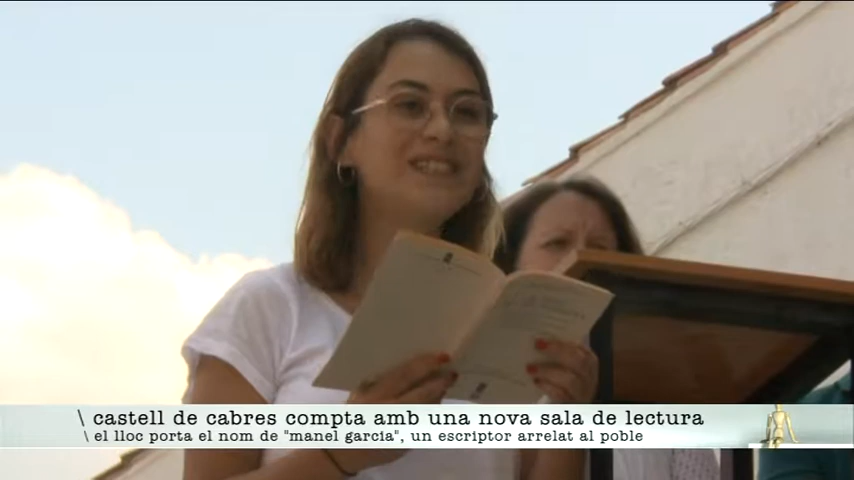 \ castell de cabres compta amb una nova sala de lectura
\ el lloc porta el nom de "manel garcia", un escriptor arrelat al poble